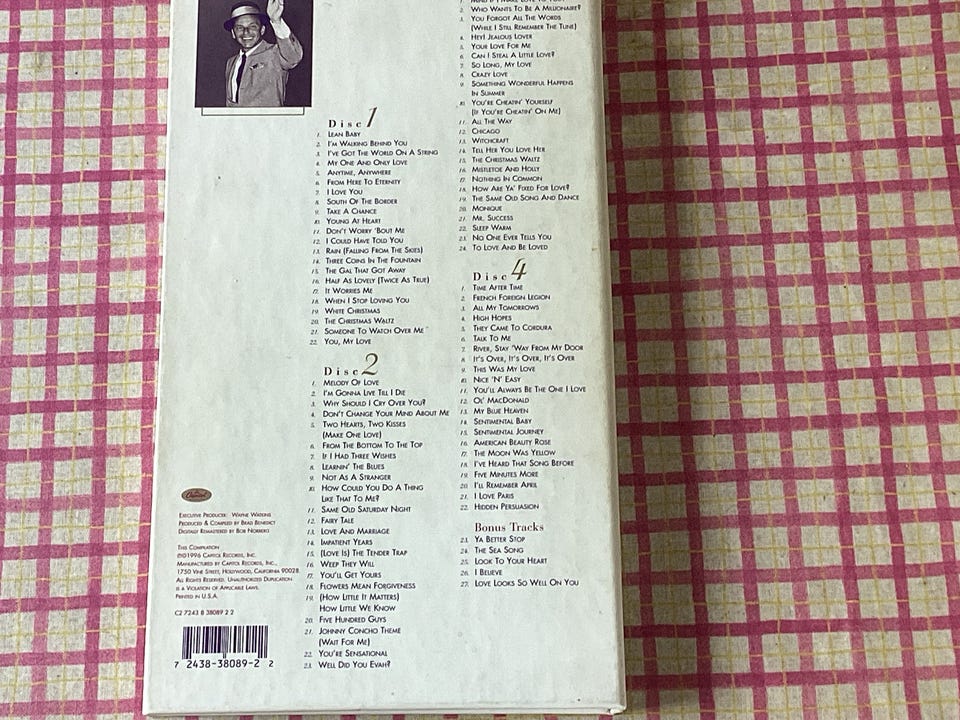 Disc 1
1. LEAN BABY
2. I'M WALKING BEHIND YOU
3. I'VE GOT THE WORLD ON A STRING
4. MY ONE AND ONLY LOVE
5. ANYTIME, ANYWHERE
6. FROM HERE TO ETERNITY
7. I LOVE YOU
8. SOUTH OF THE BORDER
9. TAKE A CHANCE
10. YOUNG AT HEART
11. DON'T WORRY 'BOUT ME
12. I COULD HAVE TOLD YOU
13. RAIN (FALLING FROM THE SKIES)
14. THREE COINS IN THE FOUNTAIN
15. THE GAL THAT GOT AWAY
16. HALF AS LOVELY (TWICE AS TRUE)
17. IT WORRIES ME
18. WHEN I STOP LOVING YOU
19. WHITE CHRISTMAS
20. THE CHRISTMAS WALTZ
21. SOMEONE TO WATCH OVER ME
22. YOU, MY LOVE
Disc 2
1. MELODY OF LOVE
2. I'M GONNA LIVE TILL I DIE
3. WHY SHOULD I CRY OVER YOU?
4. DON'T CHANGE YOUR MIND ABOUT ME
5. TWO HEARTS, TWO KISSES
(MAKE ONE LOVE)
6. FROM THE BOTTOM TO THE TOP
7. IF I HAD THREE WISHES
8. LEARNIN' THE BLUES
9. NOT AS A STRANGER
10. HOW COULD YOU DO A THING
LIKE THAT TO ME?
11. SAME OLD SATURDAY NIGHT
12. FAIRY TALE
13. LOVE AND MARRIAGE
14. IMPATIENT YEARS
15. (LOVE IS) THE TENDER TRAP
16. WEEP THEY WILL
17. YOU'LL GET YOURS
18. FLOWERS MEAN FORGIVENESS
19. (HOW LITTLE IT MATTERS)
HOW LITTLE WE KNOW
20. FIVE HUNDRED GUYS
21. JOHNNY CONCHO THEME
(WAIT FOR ME)
22. YOU'RE SENSATIONAL
23. WELL DID YOU EVAH?
2. WHO WANTS TO BE A MILLIONAIRE?
3. YOU FORGOT ALL THE WORDS
(WHILE I STILL REMEMBER THE TUNE)
4. HEY! JEALOUS LOVER
5. YOUR LOVE FOR ME
6. CAN I STEAL A LITTLE LOVE?
7. SO LONG, MY LOVE
8. CRAZY LOVE
9. SOMETHING WONDERFUL HAPPENS
IN SUMMER
10. YOU'RE CHEATIN' YOURSELF
(IF YOU'RE CHEATIN' ON ME)
11. ALL THE WAY
12. CHICAGO
13. WITCHCRAFT
14. TELL HER YOU LOVE HER
15. THE CHRISTMAS WALTZ
16. MISTLETOE AND HOLLY
17. NOTHING IN COMMON
18. HOW ARE YA' FIXED FOR LOVE?
19. THE SAME OLD SONG AND DANCE
20. MONIQUE
21. MR. SUCCESS
22. SLEEP WARM
23. NO ONE EVER TELLS YOU
24. TO LOVE AND BE LOVED
Disc 4
1. TIME AFTER TIME
2. FRENCH FOREIGN LEGION
3. ALL MY TOMORROWS
4. HIGH HOPES
5. THEY CAME TO CORDURA
6. TALK TO ME
7. RIVER, STAY 'WAY FROM MY DOOR
8. IT'S OVER, IT'S OVER, IT'S OVER
9. THIS WAS MY LOVE
10. NICE 'N' EASY
11. YOU'LL ALWAYS BE THE ONE I LOVE
12. OL' MACDONALD
13. MY BLUE HEAVEN
14. SENTIMENTAL BABY
15. SENTIMENTAL JOURNEY
16. AMERICAN BEAUTY ROSE
17. THE MOON WAS YELLOW
18. I'VE HEARD THAT SONG BEFORE
19. FIVE MINUTES MORE
20. I'LL REMEMBER APRIL
21. I LOVE PARIS
22. HIDDEN PERSUASION
Bonus Tracks
23. YA BETTER STOP
24. THE SEA SONG
25. LOOK TO YOUR HEART
26. I BELIEVE
27. LOVE LOOKS SO WELL ON YOU
Capitol
EXECUTIVE PRODUCER: WAYNE WATKINS
PRODUCED & COMPILED BY BRAD BENEDICT
DIGITALLY REMASTERED BY BOB NORBERG
THIS COMPILATION
℗©1996 CAPITOL RECORDS, INC.
MANUFACTURED BY CAPITOL RECORDS, INC.,
1750 VINE STREET, HOLLYWOOD, CALIFORNIA 90028.
ALL RIGHTS RESERVED. UNAUTHORIZED DUPLICATION
IS A VIOLATION OF APPLICABLE LAWS.
PRINTED IN U.S.A.
C2 7243 8 38089 2 2
7 2438-38089-2 2